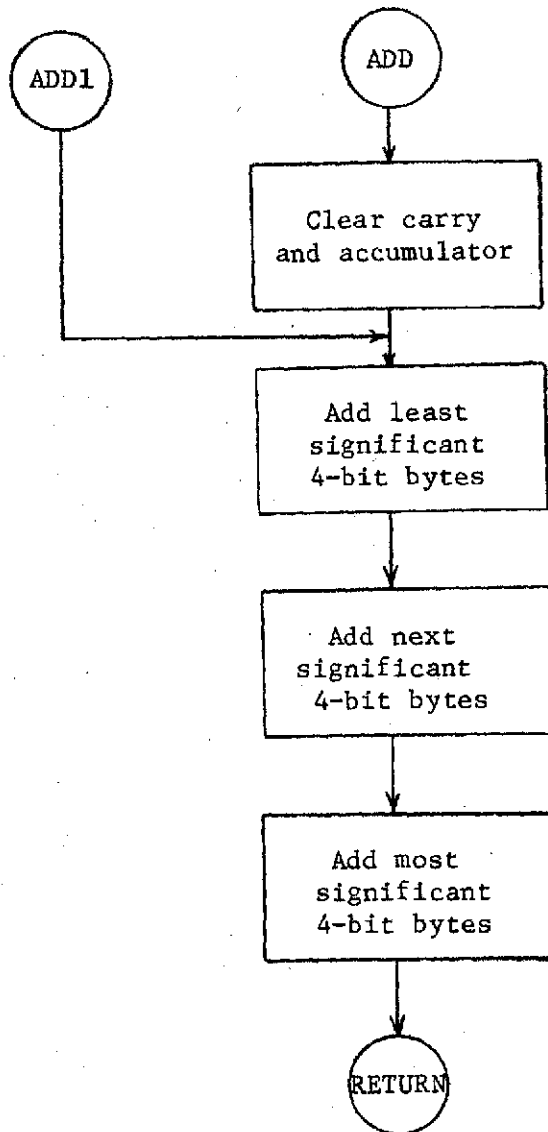 ADD1
ADD
Clear carry
and accumulator
Add least
significant
4-bit bytes
Add next
significant
4-bit bytes
Add most
significant
4-bit bytes
RETURN